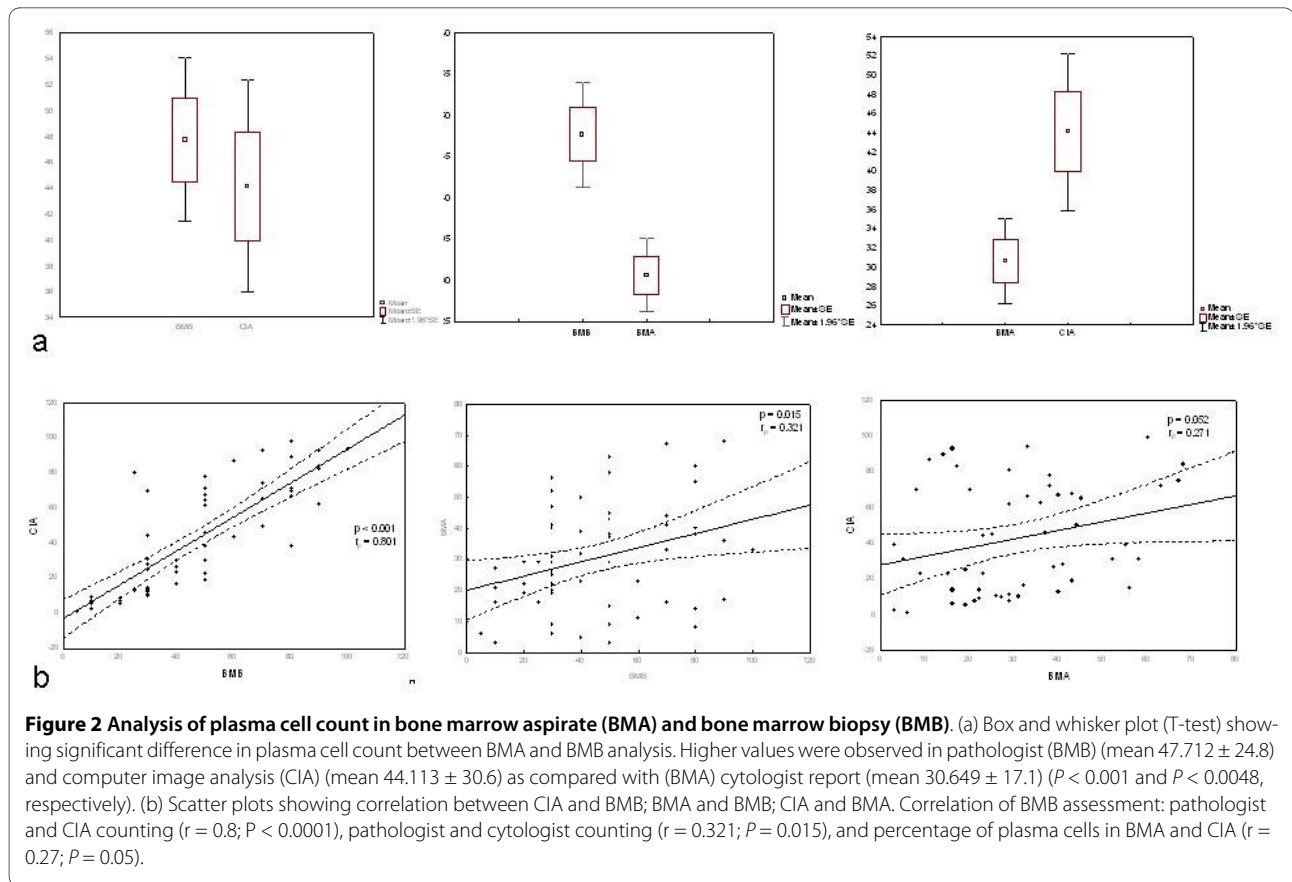 56
54
52
50
48
46
44
42
40
38
36
34
BMB CIA
Mean
Mean±SE
Mean±1.96*SE
BMB BMA
Mean
Mean±SE
Mean±1.96*SE
54
52
50
48
46
44
42
40
38
36
34
32
30
28
26
24
BMA CIA
Mean
Mean±SE
Mean±1.96*SE
a
120
100
80
60
40
20
0
-20
CIA
p < 0.001
r = 0.801
0 20 40 60 80 100 120
BMB
80
70
60
50
40
30
20
10
0
BMA
p = 0.015
r = 0.321
0 20 40 60 80 100 120
BMB
120
100
80
60
40
20
0
-20
CIA
p = 0.052
r = 0.271
0 10 20 30 40 50 60 70 80
BMA
b
Figure 2 Analysis of plasma cell count in bone marrow aspirate (BMA) and bone marrow biopsy (BMB). (a) Box and whisker plot (T-test) show-
ing significant difference in plasma cell count between BMA and BMB analysis. Higher values were observed in pathologist (BMB) (mean 47.712 ± 24.8)
and computer image analysis (CIA) (mean 44.113 ± 30.6) as compared with (BMA) cytologist report (mean 30.649 ± 17.1) (P < 0.001 and P < 0.0048,
respectively). (b) Scatter plots showing correlation between CIA and BMB; BMA and BMB; CIA and BMA. Correlation of BMB assessment: pathologist
and CIA counting (r = 0.8; P < 0.0001), pathologist and cytologist counting (r = 0.321; P = 0.015), and percentage of plasma cells in BMA and CIA (r =
0.27; P = 0.05).